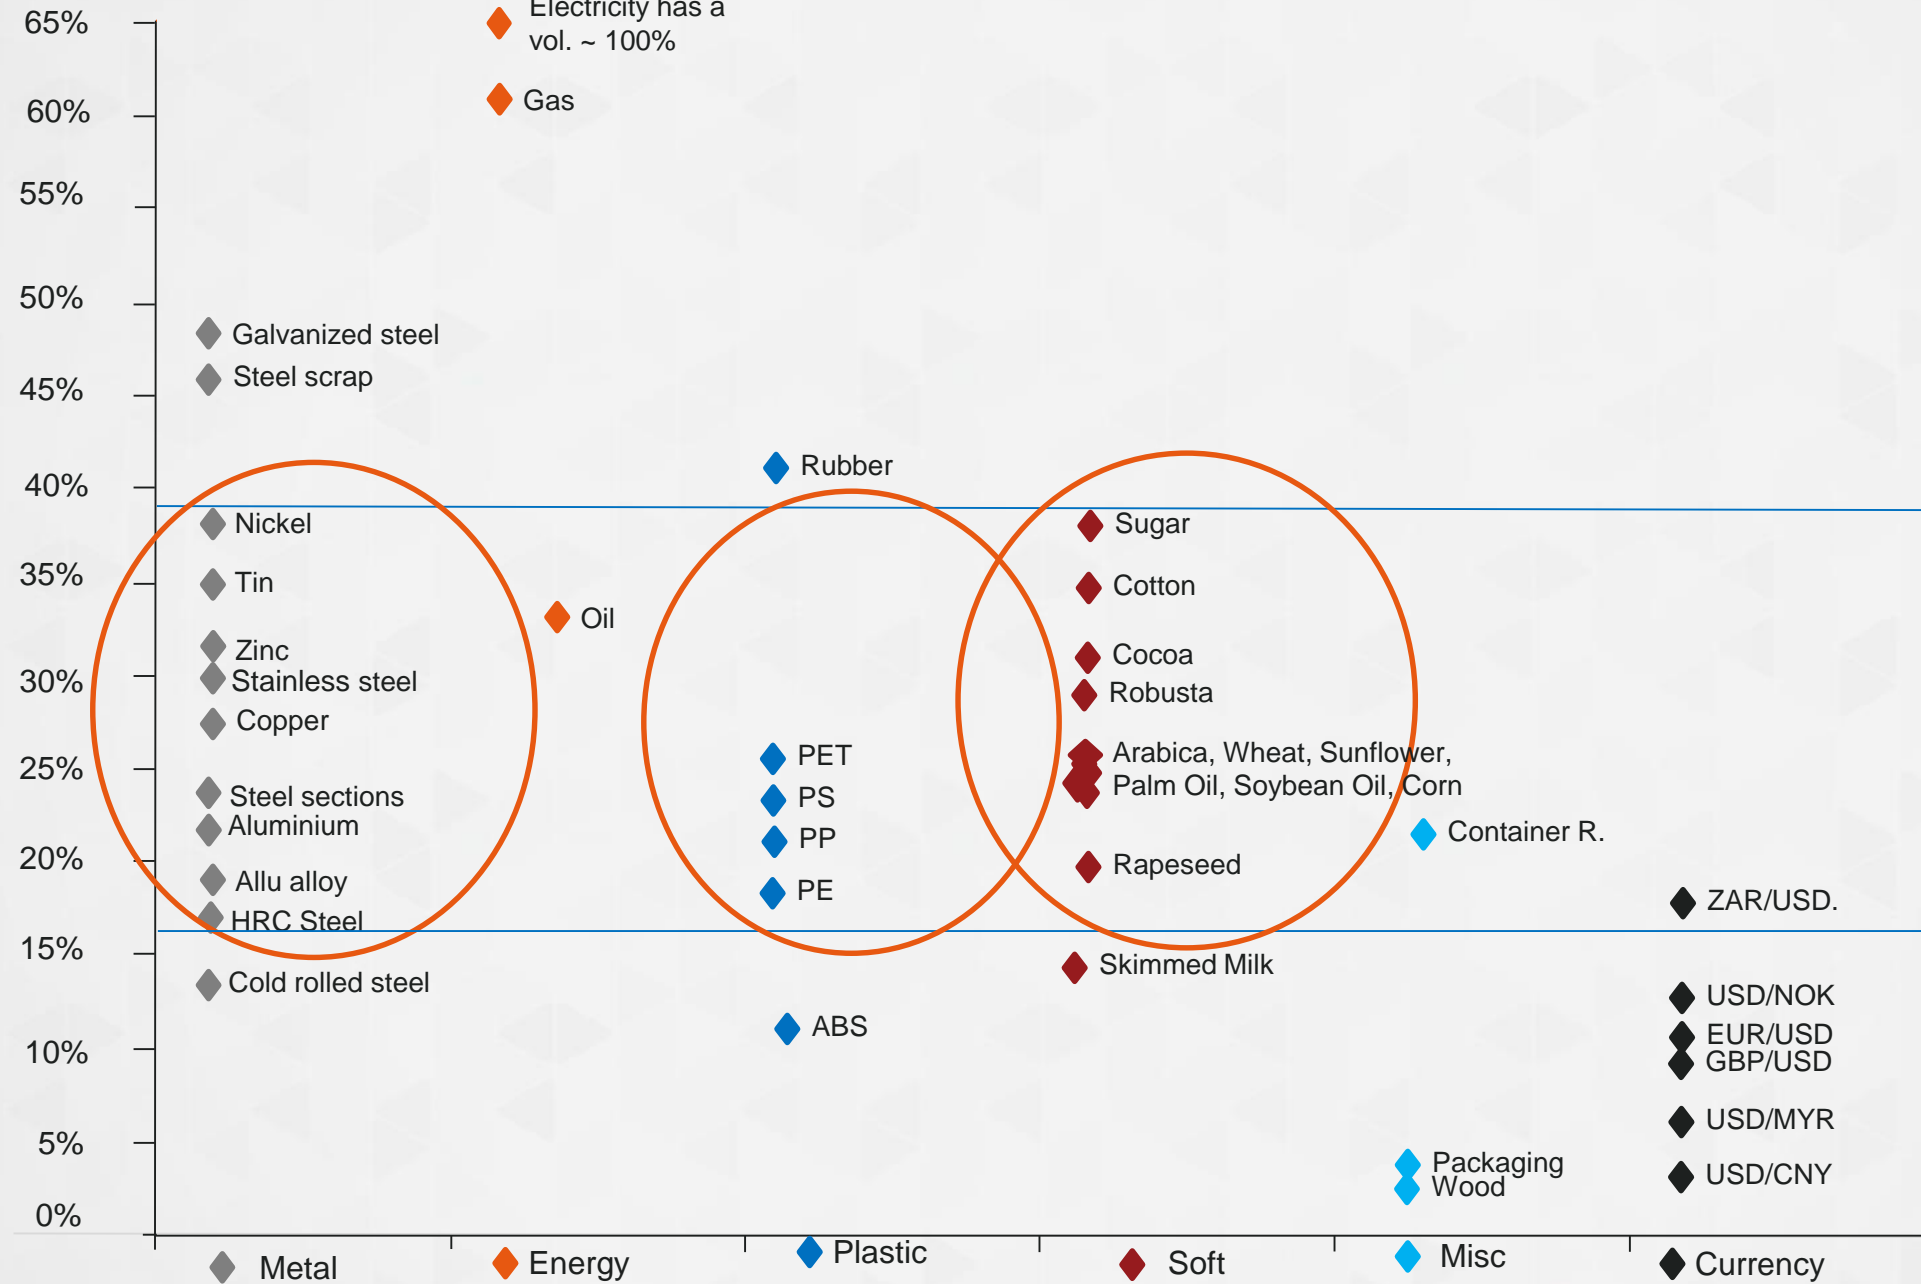 65%
60%
55%
50%
45%
40%
35%
30%
25%
20%
15%
10%
5%
0%
Galvanized steel
Steel scrap
Nickel
Tin
Zinc
Stainless steel
Copper
Steel sections
Aluminium
Allu alloy
HRC Steel
Cold rolled steel
Electricity has a
vol. ~ 100%
Gas
Oil
Rubber
PET
PS
PP
PE
ABS
Sugar
Cotton
Cocoa
Robusta
Arabica, Wheat, Sunflower,
Palm Oil, Soybean Oil, Corn
Rapeseed
Skimmed Milk
Container R.
Packaging
Wood
ZAR/USD.
USD/NOK
EUR/USD
GBP/USD
USD/MYR
USD/CNY
Metal
Energy
Plastic
Soft
Misc
Currency